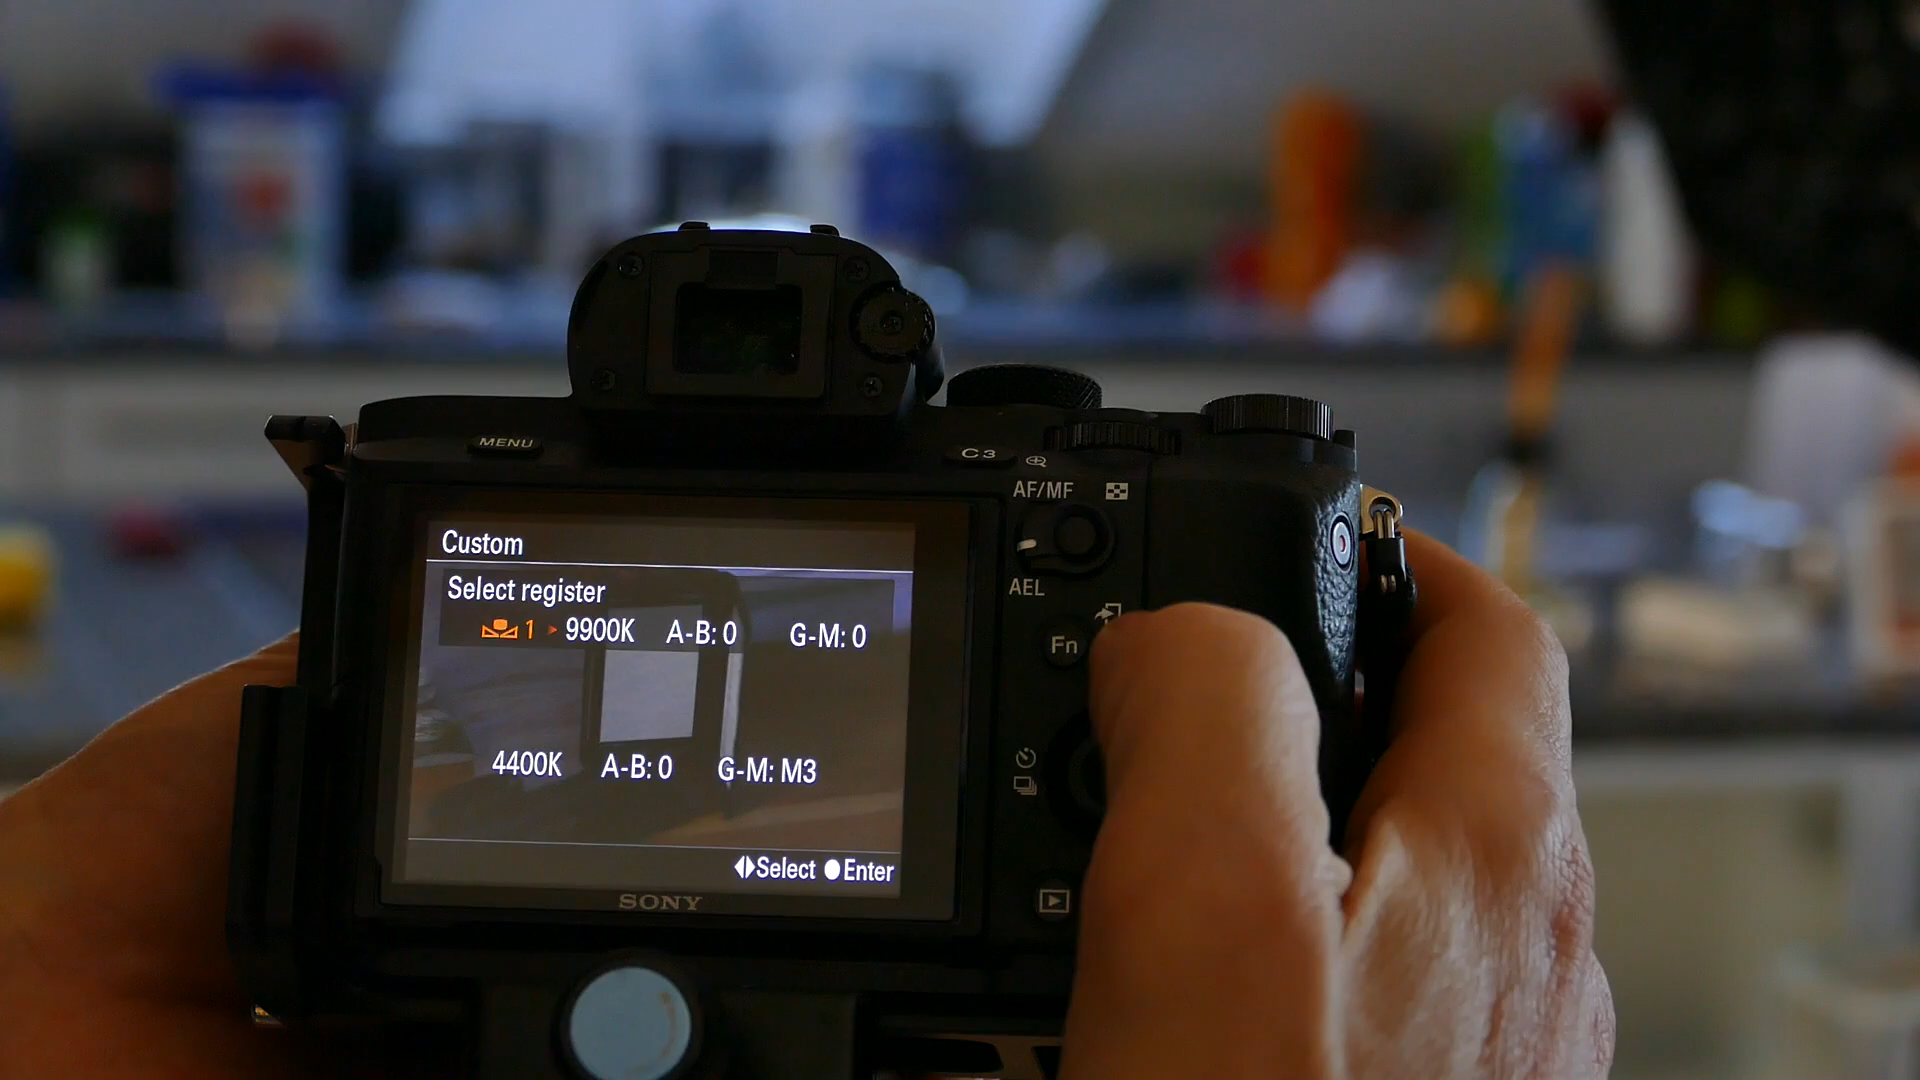 MENU
C3
AF/MF
AEL
Fn
Custom
Select register
1 9900K A-B: 0 G-M: 0
4400K A-B: 0 G-M: M3
Select Enter
SONY